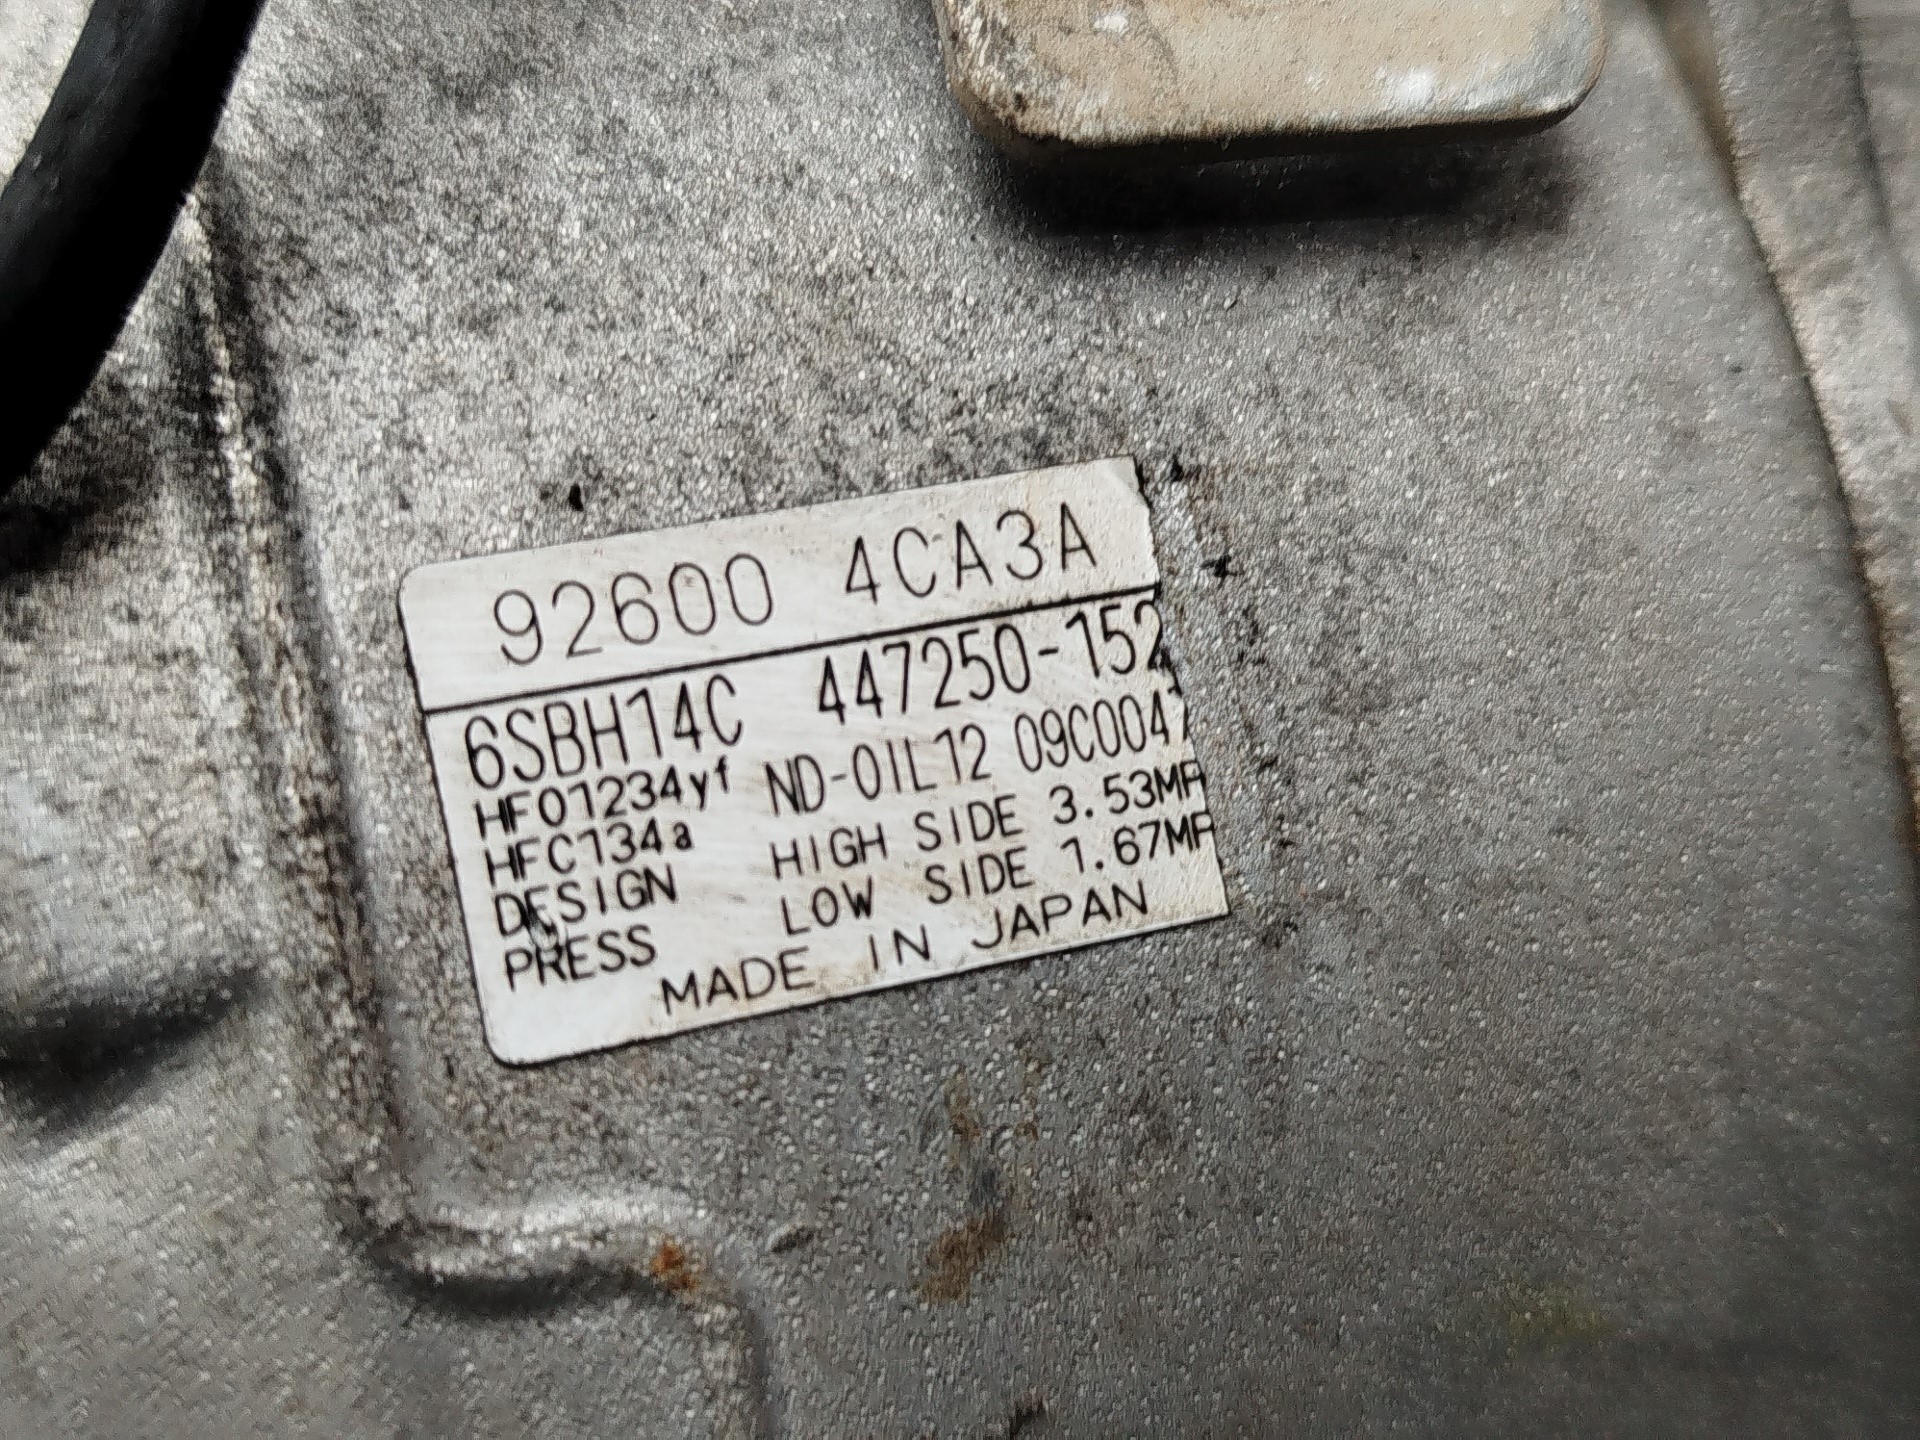 92600 4CA3A
6SBH14C 447250-152
HFO1234yf ND-OIL12 09C0047
HFC134a HIGH SIDE 3.53MP
DESIGN LOW SIDE 1.67MP
PRESS
MADE IN JAPAN